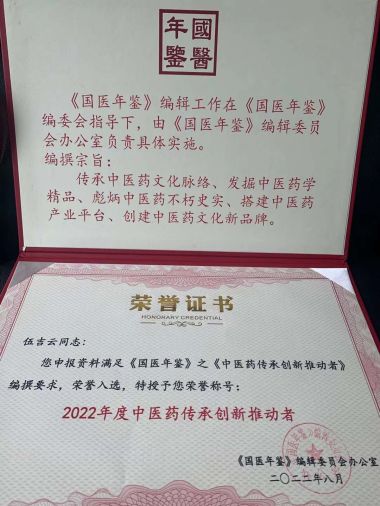 國醫
年鑒
《国医年鉴》编辑工作在《国医年鉴》
编委会指导下，由《国医年鉴》编辑委员
会办公室负责具体实施。
编撰宗旨：
传承中医药文化脉络、发掘中医药学
精品、彪炳中医药不朽史实、搭建中医药
产业平台、创建中医药文化新品牌。
荣誉证书
HONORARY CREDENTIAL
伍吉云同志：
您申报资料满足《国医年鉴》之《中医药传承创新推动者》
编撰要求，荣誉入选，特授予您荣誉称号：
2022年度中医药传承创新推动者
《国医年鉴》编辑委员会办公室
二〇二二年八月